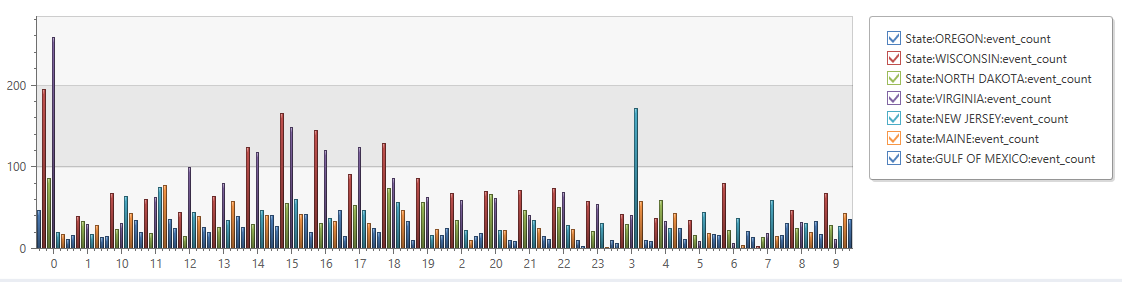 200
100
0
0 1 10 11 12 13 14 15 16 17 18 19 2 20 21 22 23 3 4 5 6 7 8 9
State:OREGON:event_count
State:WISCONSIN:event_count
State:NORTH DAKOTA:event_count
State:VIRGINIA:event_count
State:NEW JERSEY:event_count
State:MAINE:event_count
State:GULF OF MEXICO:event_count